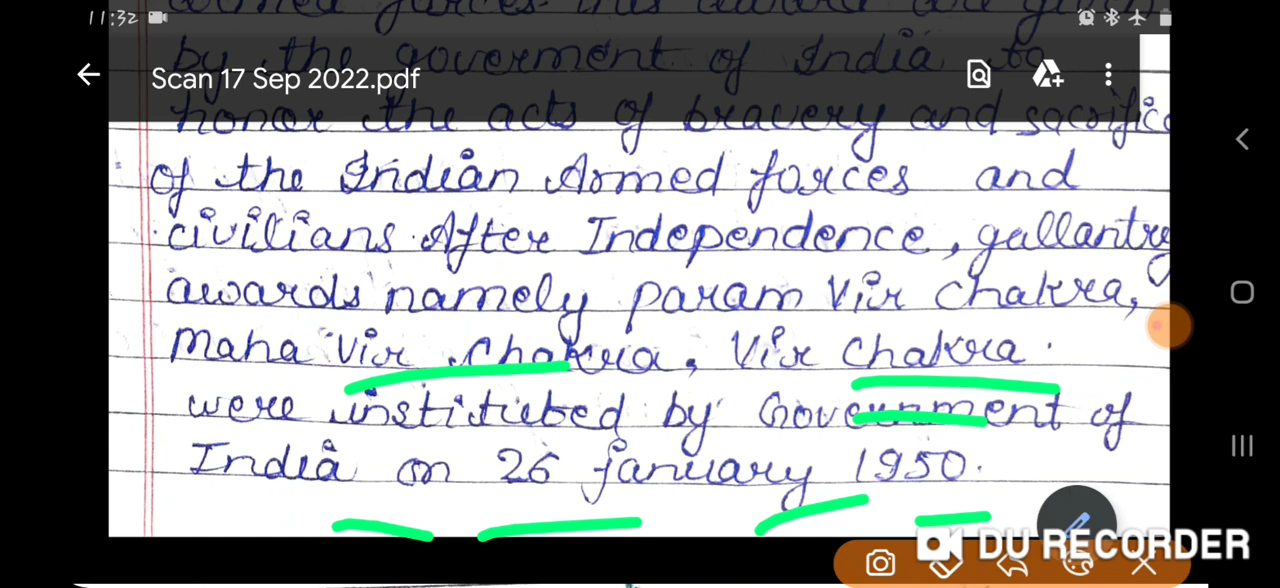 11:32
by the goverment of India to
Scan 17 Sep 2022.pdf
honor the acts of bravery and sacrific
of the Indian Armed forces and
civilians. After Independence, gallantry
awards namely param Vir chakra,
Maha Vir chakra, Vir chakra.
were instituted by Government of
India on 26 january 1950.
DU RECORDER